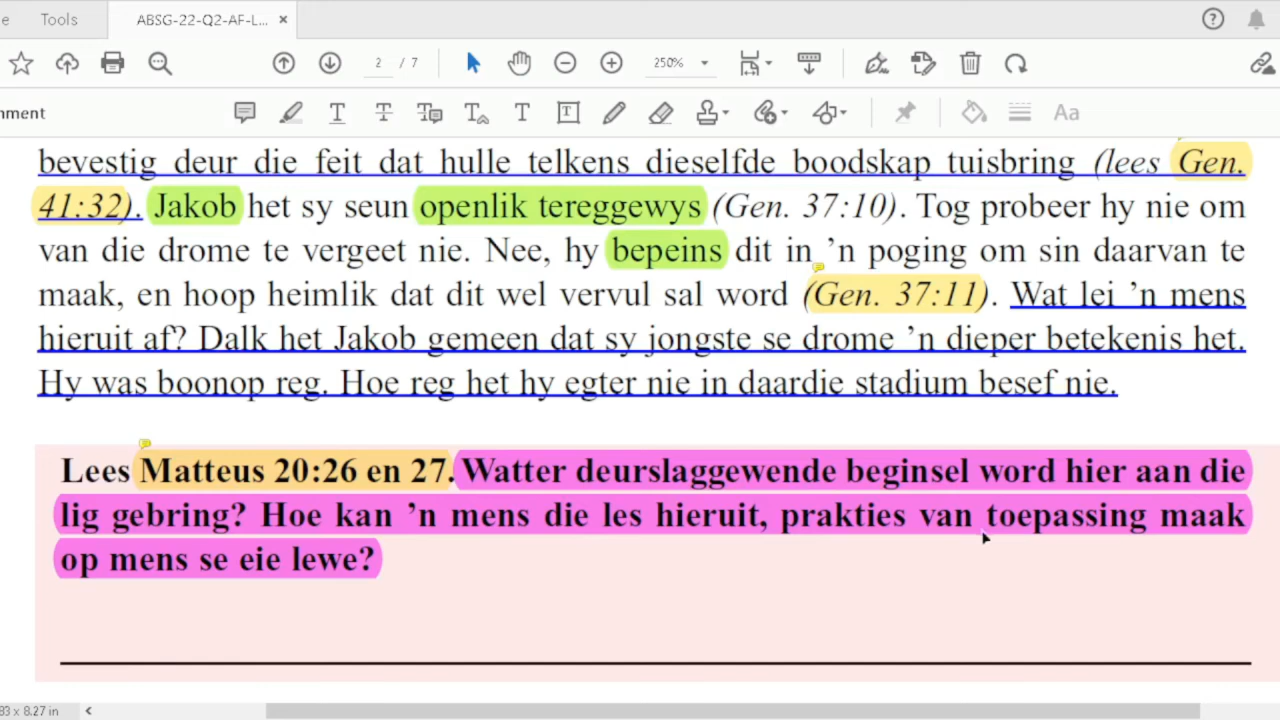 e Tools ABSG-22-Q2-AF-L... ×
2 / 7 250%
nment Aa
bevestig deur die feit dat hulle telkens dieselfde boodskap tuisbring (lees Gen.
41:32). Jakob het sy seun openlik tereggewys (Gen. 37:10). Tog probeer hy nie om
van die drome te vergeet nie. Nee, hy bepeins dit in ’n poging om sin daarvan te
maak, en hoop heimlik dat dit wel vervul sal word (Gen. 37:11). Wat lei ’n mens
hieruit af? Dalk het Jakob gemeen dat sy jongste se drome ’n dieper betekenis het.
Hy was boonop reg. Hoe reg het hy egter nie in daardie stadium besef nie.
Lees Matteus 20:26 en 27. Watter deurslaggewende beginsel word hier aan die
lig gebring? Hoe kan ’n mens die les hieruit, prakties van toepassing maak
op mens se eie lewe?
83 x 8.27 in